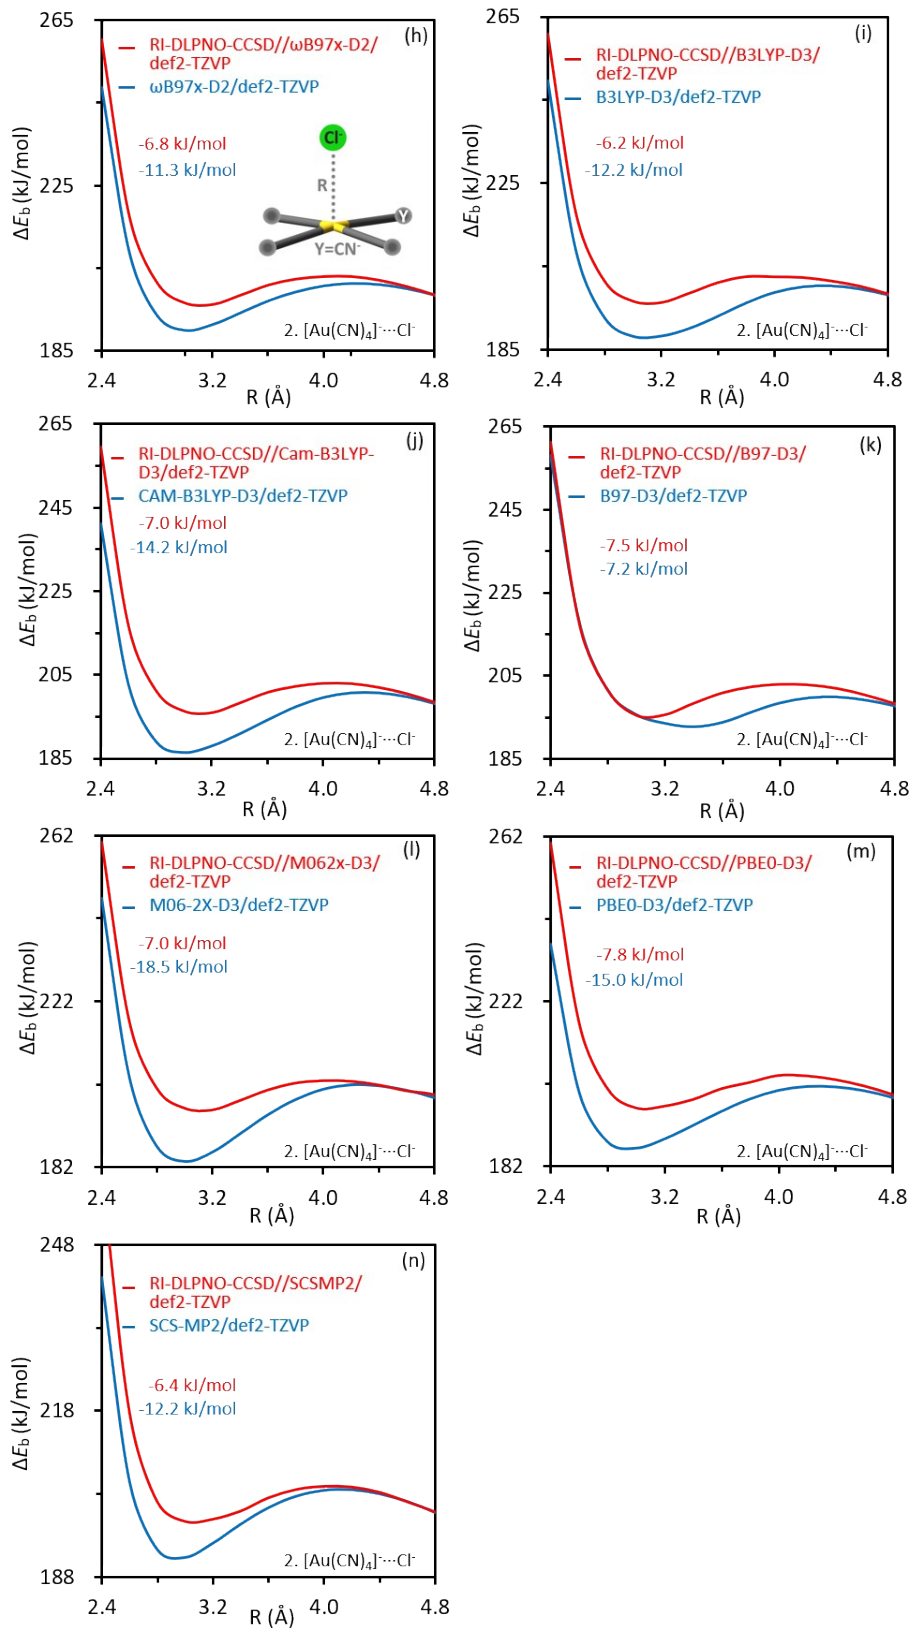 (h)
265
RI-DLPNO-CCSD//ωB97x-D2/
def2-TZVP
ωB97x-D2/def2-TZVP
-6.8 kJ/mol
-11.3 kJ/mol
Cl-
R
Y
Y=CN-
225
ΔEb (kJ/mol)
2. [Au(CN)4]-···Cl-
185
2.4 3.2 4.0 4.8
R (Å)
(i)
265
RI-DLPNO-CCSD//B3LYP-D3/
def2-TZVP
B3LYP-D3/def2-TZVP
-6.2 kJ/mol
-12.2 kJ/mol
225
ΔEb (kJ/mol)
2. [Au(CN)4]-···Cl-
185
2.4 3.2 4.0 4.8
R (Å)
(j)
265
RI-DLPNO-CCSD//Cam-B3LYP-
D3/def2-TZVP
CAM-B3LYP-D3/def2-TZVP
245
-7.0 kJ/mol
-14.2 kJ/mol
225
ΔEb (kJ/mol)
205
2. [Au(CN)4]-···Cl-
185
2.4 3.2 4.0 4.8
R (Å)
(k)
265
RI-DLPNO-CCSD//B97-D3/
def2-TZVP
B97-D3/def2-TZVP
245
-7.5 kJ/mol
-7.2 kJ/mol
225
ΔEb (kJ/mol)
205
2. [Au(CN)4]-···Cl-
185
2.4 3.2 4.0 4.8
R (Å)
(l)
262
RI-DLPNO-CCSD//M062x-D3/
def2-TZVP
M06-2X-D3/def2-TZVP
-7.0 kJ/mol
-18.5 kJ/mol
222
ΔEb (kJ/mol)
2. [Au(CN)4]-···Cl-
182
2.4 3.2 4.0 4.8
R (Å)
(m)
262
RI-DLPNO-CCSD//PBE0-D3/
def2-TZVP
PBE0-D3/def2-TZVP
-7.8 kJ/mol
-15.0 kJ/mol
222
ΔEb (kJ/mol)
2. [Au(CN)4]-···Cl-
182
2.4 3.2 4.0 4.8
R (Å)
(n)
248
RI-DLPNO-CCSD//SCSMP2/
def2-TZVP
SCS-MP2/def2-TZVP
-6.4 kJ/mol
-12.2 kJ/mol
218
ΔEb (kJ/mol)
2. [Au(CN)4]-···Cl-
188
2.4 3.2 4.0 4.8
R (Å)